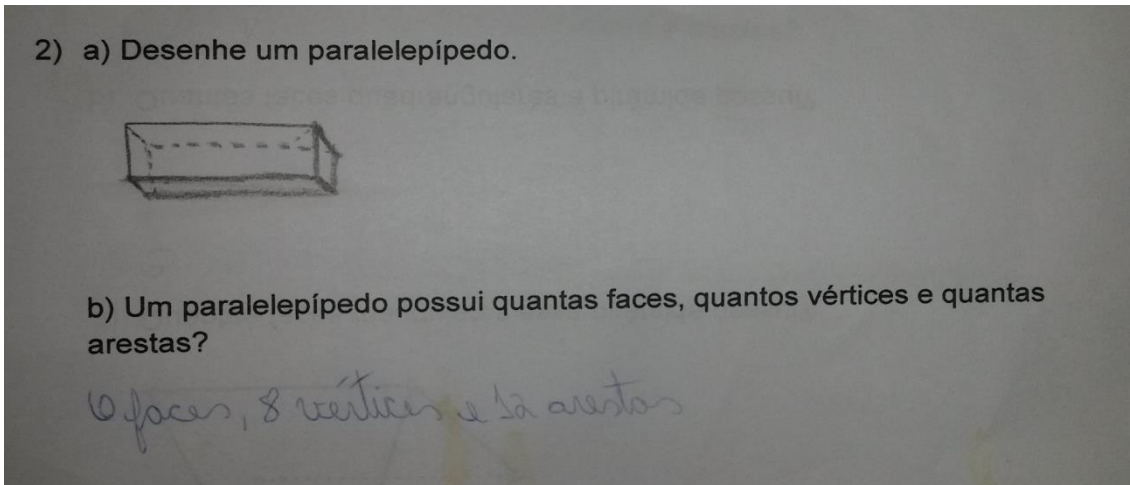 2) a) Desenhe um paralelepípedo.
b) Um paralelepípedo possui quantas faces, quantos vértices e quantas
arestas?
6 faces, 8 vértices e 12 arestas